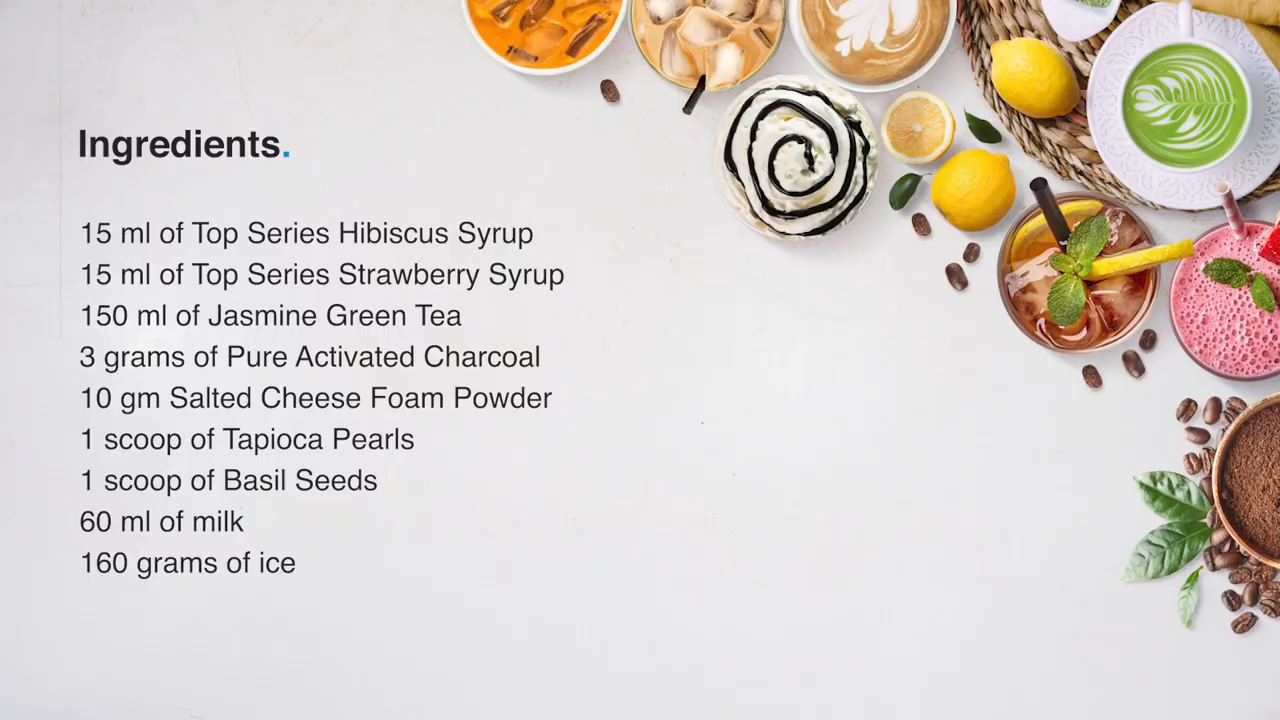 Ingredients.
15 ml of Top Series Hibiscus Syrup
15 ml of Top Series Strawberry Syrup
150 ml of Jasmine Green Tea
3 grams of Pure Activated Charcoal
10 gm Salted Cheese Foam Powder
1 scoop of Tapioca Pearls
1 scoop of Basil Seeds
60 ml of milk
160 grams of ice